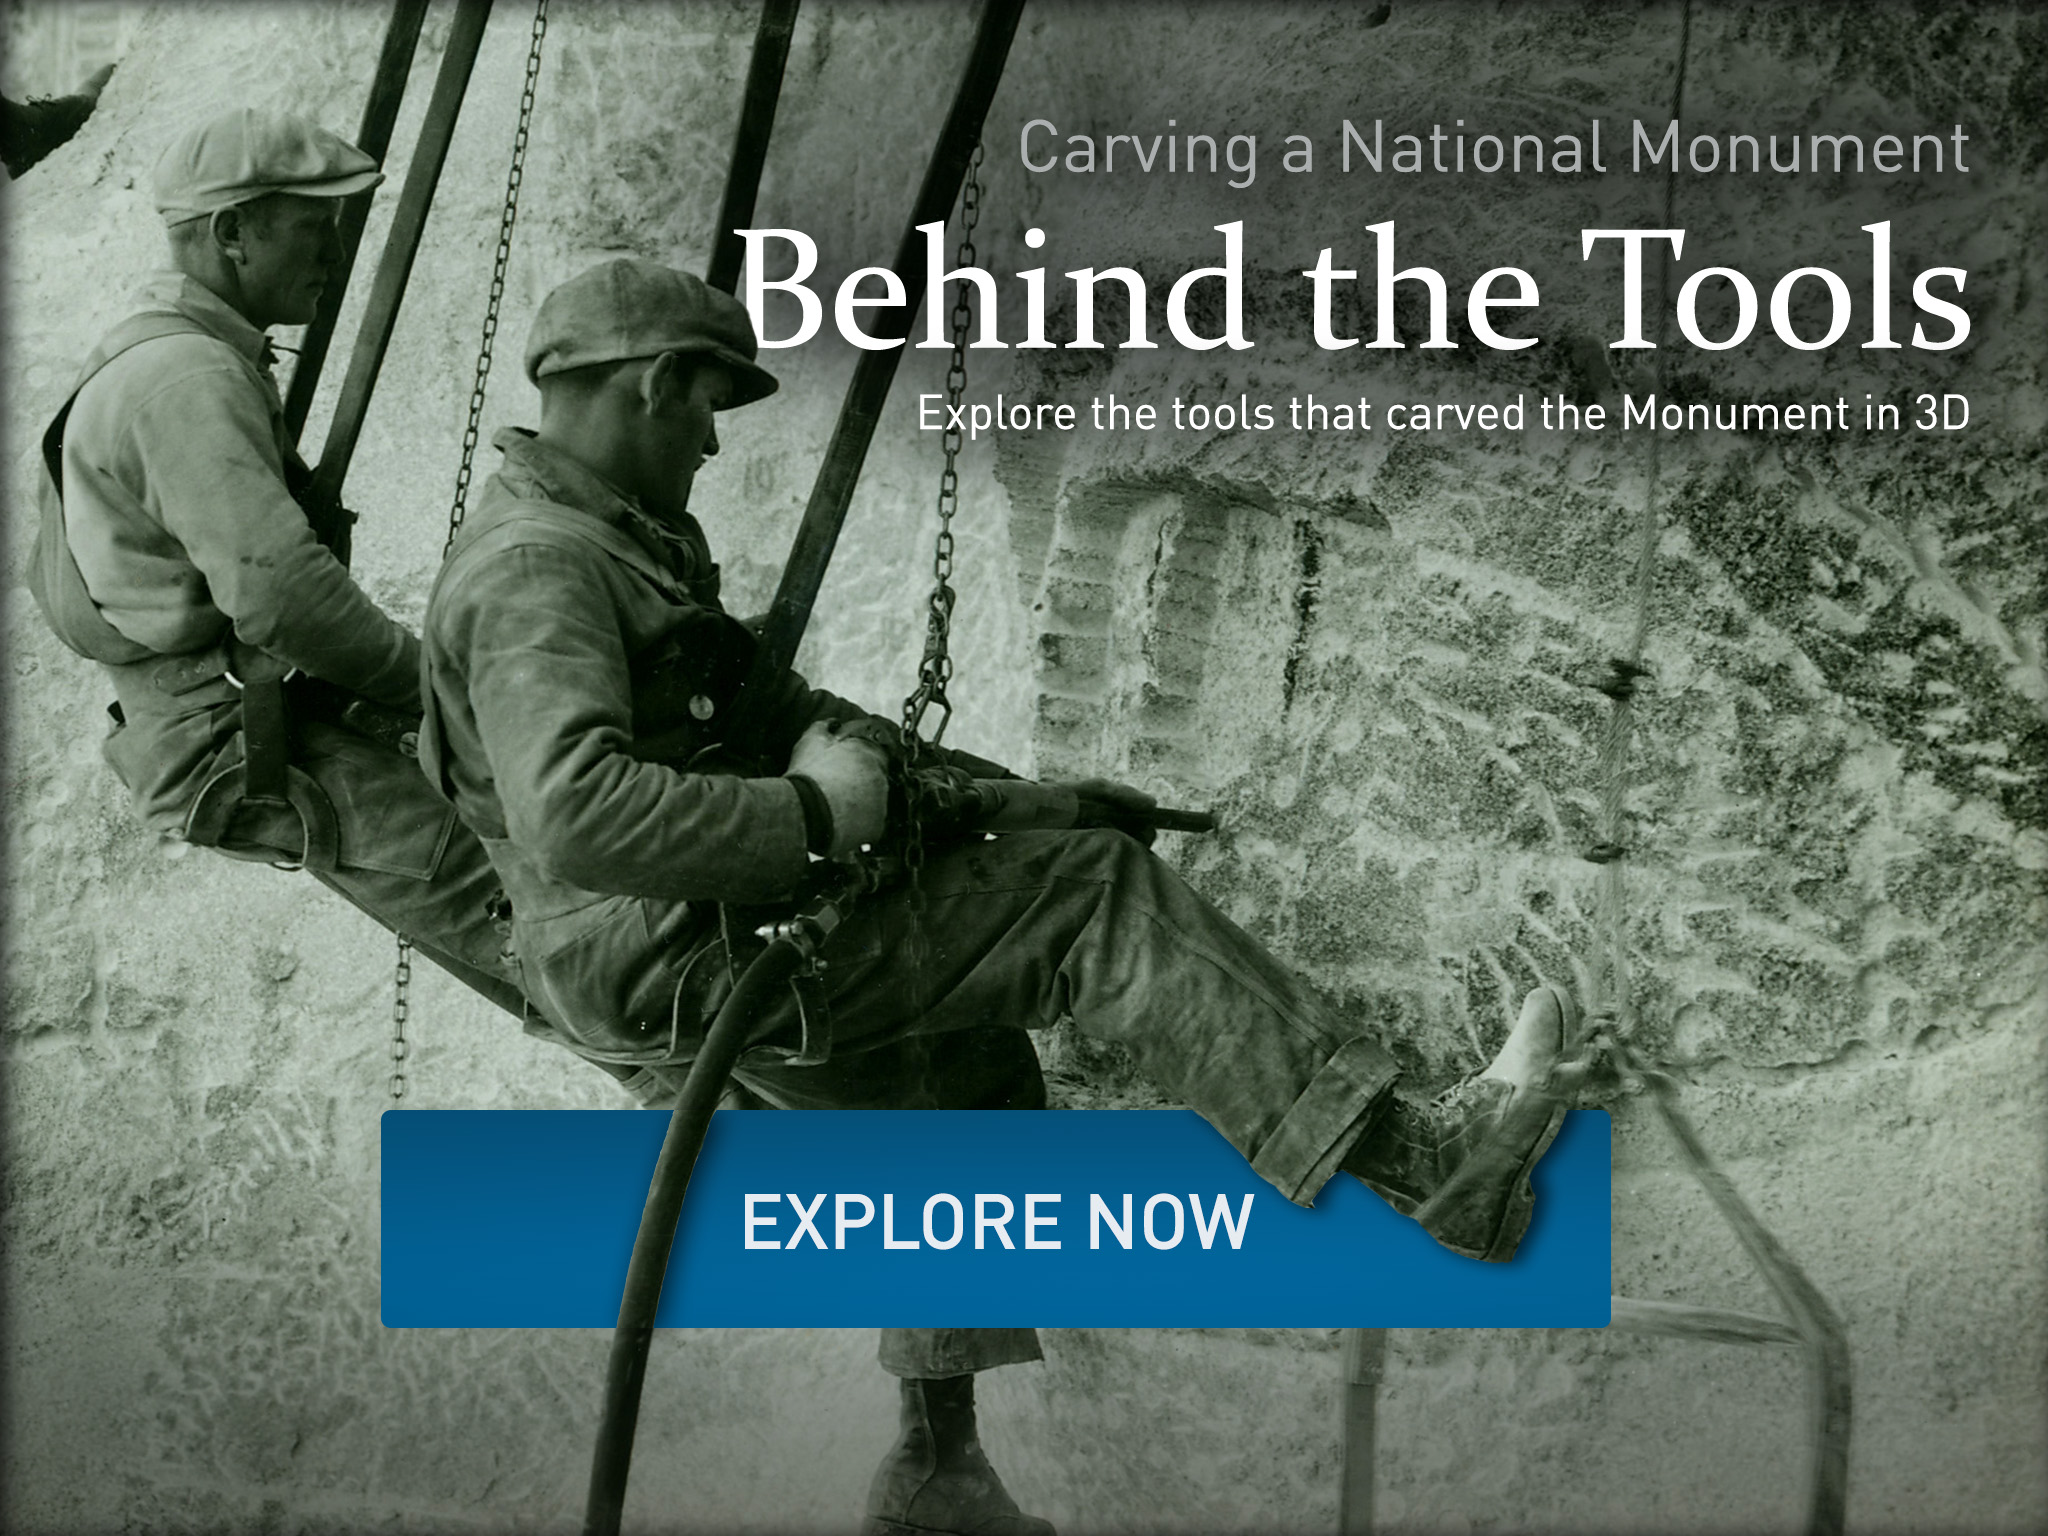 Carving a National Monument
Behind the Tools
Explore the tools that carved the Monument in 3D
EXPLORE NOW